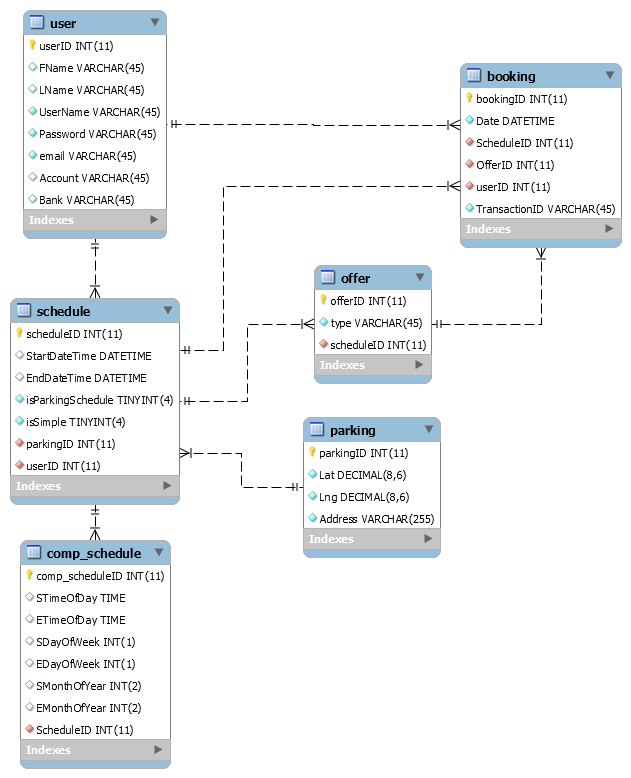 user
userID INT(11)
FName VARCHAR(45)
LName VARCHAR(45)
UserName VARCHAR(45)
Password VARCHAR(45)
email VARCHAR(45)
Account VARCHAR(45)
Bank VARCHAR(45)
Indexes
booking
bookingID INT(11)
Date DATETIME
ScheduleID INT(11)
OfferID INT(11)
userID INT(11)
TransactionID VARCHAR(45)
Indexes
offer
offerID INT(11)
type VARCHAR(45)
scheduleID INT(11)
Indexes
schedule
scheduleID INT(11)
StartDateTime DATETIME
EndDateTime DATETIME
isParkingSchedule TINYINT(4)
isSimple TINYINT(4)
parkingID INT(11)
userID INT(11)
Indexes
parking
parkingID INT(11)
Lat DECIMAL(8,6)
Lng DECIMAL(8,6)
Address VARCHAR(255)
Indexes
comp_schedule
comp_scheduleID INT(11)
STimeOfDay TIME
ETimeOfDay TIME
SDayOfWeek INT(1)
EDayOfWeek INT(1)
SMonthOfYear INT(2)
EMonthOfYear INT(2)
ScheduleID INT(11)
Indexes